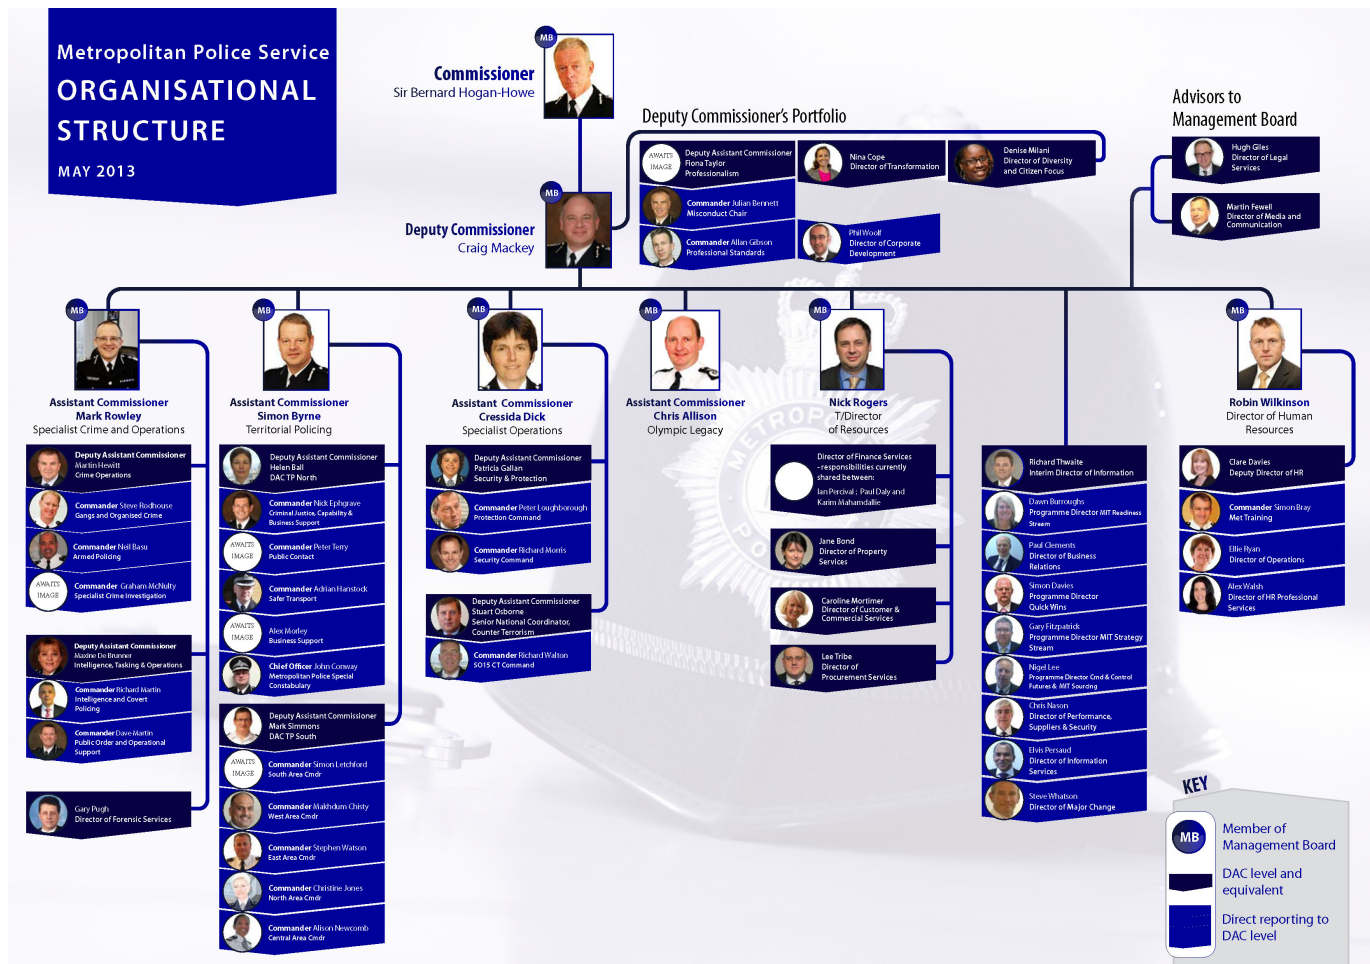 Metropolitan Police Service
ORGANISATIONAL
STRUCTURE
MAY 2013
MB
Commissioner
Sir Bernard Hogan-Howe
MB
Deputy Commissioner
Craig Mackey
Deputy Commissioner's Portfolio
AWAITS
IMAGE
Deputy Assistant Commissioner
Fiona Taylor
Professionalism
Commander Julian Bennett
Misconduct Chair
Commander Allan Gibson
Professional Standards
Nina Cope
Director of Transformation
Phil Woolf
Director of Corporate
Development
Denise Milani
Director of Diversity
and Citizen Focus
Advisors to
Management Board
Hugh Giles
Director of Legal
Services
Martin Fewell
Director of Media and
Communication
MB
Assistant Commissioner
Mark Rowley
Specialist Crime and Operations
Deputy Assistant Commissioner
Martin Hewitt
Crime Operations
Commander Steve Rodhouse
Gangs and Organised Crime
Commander Neil Basu
Armed Policing
AWAITS
IMAGE
Commander Graham McNulty
Specialist Crime Investigation
Deputy Assistant Commissioner
Maxine De Brunner
Intelligence, Tasking & Operations
Commander Richard Martin
Intelligence and Covert
Policing
Commander Dave Martin
Public Order and Operational
Support
Gary Pugh
Director of Forensic Services
MB
Assistant Commissioner
Simon Byrne
Territorial Policing
Deputy Assistant Commissioner
Helen Ball
DAC TP North
Commander Nick Ephgrave
Criminal Justice, Capability &
Business Support
AWAITS
IMAGE
Commander Peter Terry
Public Contact
Commander Adrian Hanstock
Safer Transport
AWAITS
IMAGE
Alex Morley
Business Support
Chief Officer John Conway
Metropolitan Police Special
Constabulary
Deputy Assistant Commissioner
Mark Simmons
DAC TP South
AWAITS
IMAGE
Commander Simon Letchford
South Area Cmdr
Commander Makhdum Chisty
West Area Cmdr
Commander Stephen Watson
East Area Cmdr
Commander Christine Jones
North Area Cmdr
Commander Alison Newcomb
Central Area Cmdr
MB
Assistant Commissioner
Cressida Dick
Specialist Operations
Deputy Assistant Commissioner
Patricia Gallan
Security & Protection
Commander Peter Loughborough
Protection Command
Commander Richard Morris
Security Command
Deputy Assistant Commissioner
Stuart Osborne
Senior National Coordinator,
Counter Terrorism
Commander Richard Walton
SO15 CT Command
MB
Assistant Commissioner
Chris Allison
Olympic Legacy
MB
Nick Rogers
T/Director
of Resources
Director of Finance Services
- responsibilities currently
shared between:
Ian Percival ; Paul Daly and
Karim Mahamdallie
Jane Bond
Director of Property
Services
Caroline Mortimer
Director of Customer &
Commercial Services
Lee Tribe
Director of
Procurement Services
Richard Thwaite
Interim Director of Information
Dawn Burroughs
Programme Director MIT Readiness
Stream
Paul Clements
Director of Business
Relations
Simon Davies
Programme Director
Quick Wins
Gary Fitzpatrick
Programme Director MIT Strategy
Stream
Nigel Lee
Programme Director Cmd & Control
Futures & MIT Sourcing
Chris Nason
Director of Performance,
Suppliers & Security
Elvis Persaud
Director of Information
Services
Steve Whatson
Director of Major Change
MB
Robin Wilkinson
Director of Human
Resources
Clare Davies
Deputy Director of HR
Commander Simon Bray
Met Training
Ellie Ryan
Director of Operations
Alex Walsh
Director of HR Professional
Services
KEY
MB
Member of
Management Board
DAC level and
equivalent
Direct reporting to
DAC level